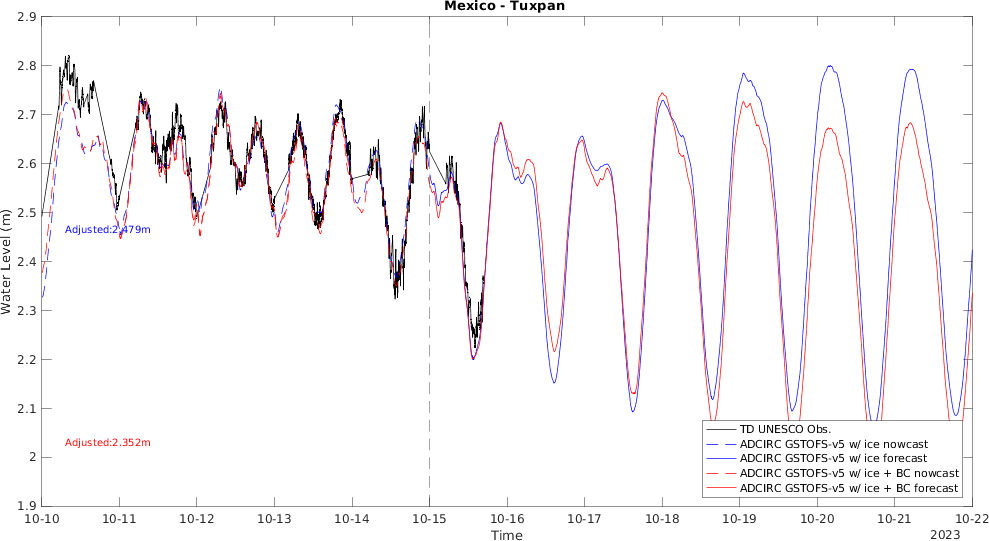 Mexico - Tuxpan
2.9
2.8
2.7
2.6
2.5
2.4
2.3
2.2
2.1
2
1.9
Water Level (m)
Adjusted:2.479m
Adjusted:2.352m
TD UNESCO Obs.
ADCIRC GSTOFS-v5 w/ ice nowcast
ADCIRC GSTOFS-v5 w/ ice forecast
ADCIRC GSTOFS-v5 w/ ice + BC nowcast
ADCIRC GSTOFS-v5 w/ ice + BC forecast
10-10 10-11 10-12 10-13 10-14 10-15 10-16 10-17 10-18 10-19 10-20 10-21 10-22
Time
2023